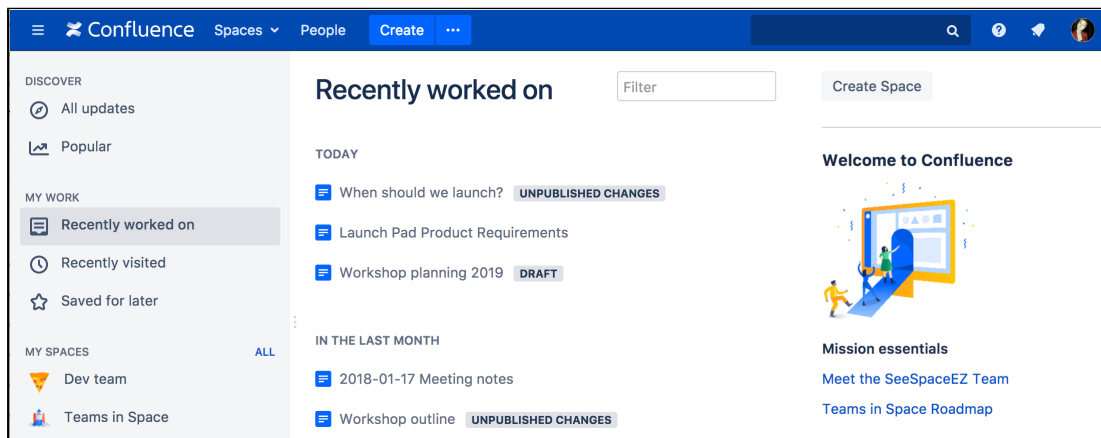 Confluence Spaces People Create ...
DISCOVER
All updates
Popular
MY WORK
Recently worked on
Recently visited
Saved for later
MY SPACES ALL
Dev team
Teams in Space
Recently worked on Filter
TODAY
When should we launch? UNPUBLISHED CHANGES
Launch Pad Product Requirements
Workshop planning 2019 DRAFT
IN THE LAST MONTH
2018-01-17 Meeting notes
Workshop outline UNPUBLISHED CHANGES
Create Space
Welcome to Confluence
Mission essentials
Meet the SeeSpaceEZ Team
Teams in Space Roadmap